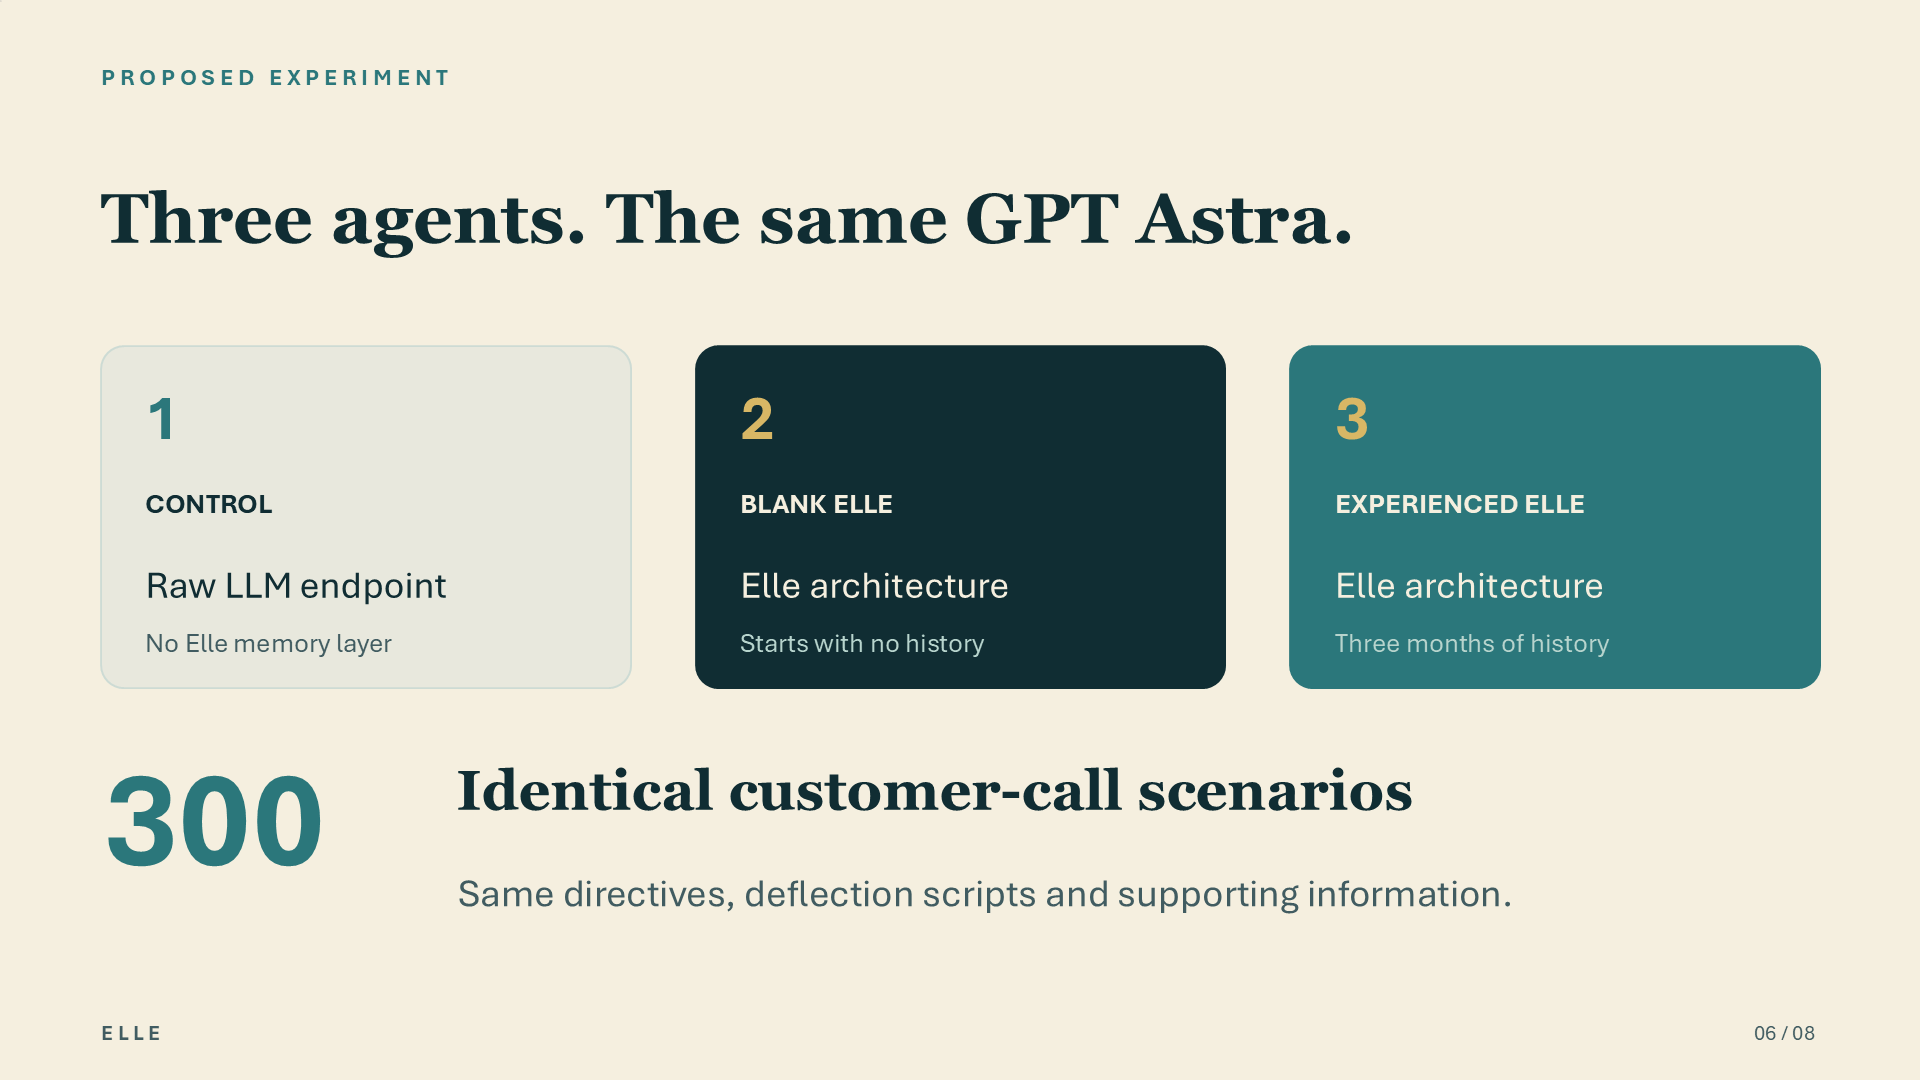 PROPOSED EXPERIMENT
Three agents. The same GPT Astra.
1
CONTROL
Raw LLM endpoint
No Elle memory layer
2
BLANK ELLE
Elle architecture
Starts with no history
3
EXPERIENCED ELLE
Elle architecture
Three months of history
300
Identical customer-call scenarios
Same directives, deflection scripts and supporting information.
ELLE
06 / 08